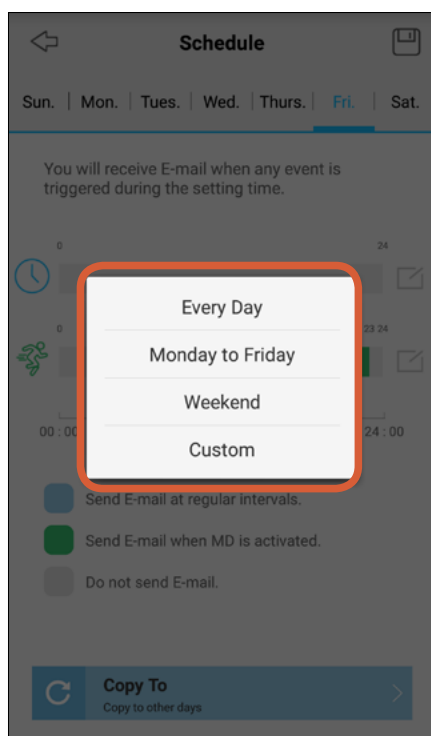 Schedule
Sun. | Mon. | Tues. | Wed. | Thurs. | Fri. | Sat.
You will receive E-mail when any event is
triggered during the setting time.
0 24
Every Day
0 23 24
Monday to Friday
Weekend
00 : 00 24 : 00
Custom
Send E-mail at regular intervals.
Send E-mail when MD is activated.
Do not send E-mail.
Copy To
Copy to other days